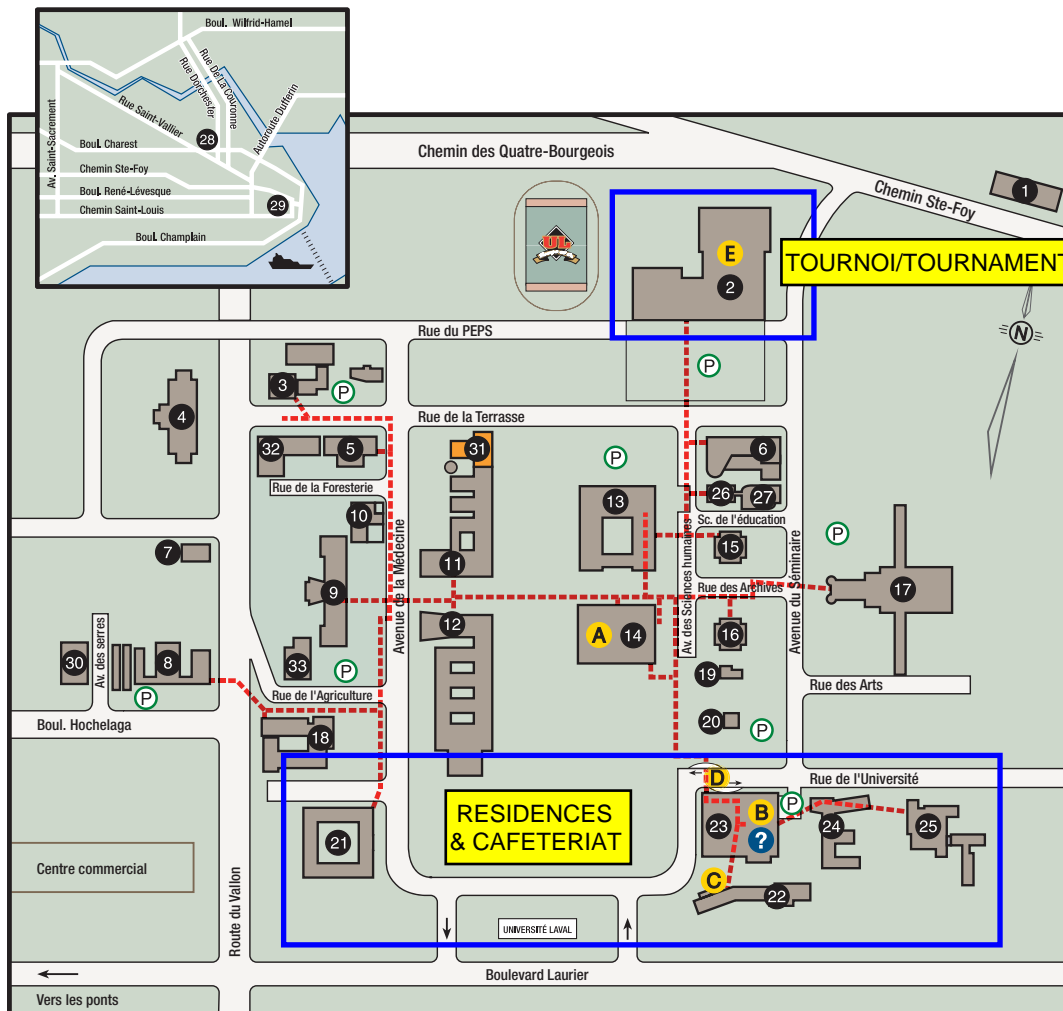 Boul. Wilfrid-Hamel
Rue De La Couronne
Rue Dorchester
Autoroute Dufferin
Rue Saint-Vallier
Av. Saint-Sacrement
28
Boul. Charest
Chemin Ste-Foy
Boul. René-Lévesque
29
Chemin Saint-Louis
Boul. Champlain
Chemin des Quatre-Bourgeois
Chemin Ste-Foy
1
UL
E
TOURNOI/TOURNAMENT
2
N
Rue du PEPS
P
3
P
4
Rue de la Terrasse
32
5
31
P
6
Rue de la Foresterie
26
27
13
10
Sc. de l'éducation
P
7
11
15
Avenue de la Médecine
Av. des Sciences humaines
Avenue du Séminaire
9
Rue des Archives
17
12
A
14
16
30
Av. des serres
8
33
P
19
P
Rue de l'Agriculture
Rue des Arts
Boul. Hochelaga
18
20
P
D
Rue de l'Université
RESIDENCES
& CAFETERIAT
23
B
P
?
24
25
21
Centre commercial
C
22
Route du Vallon
UNIVERSITÉ LAVAL
Boulevard Laurier
Vers les ponts